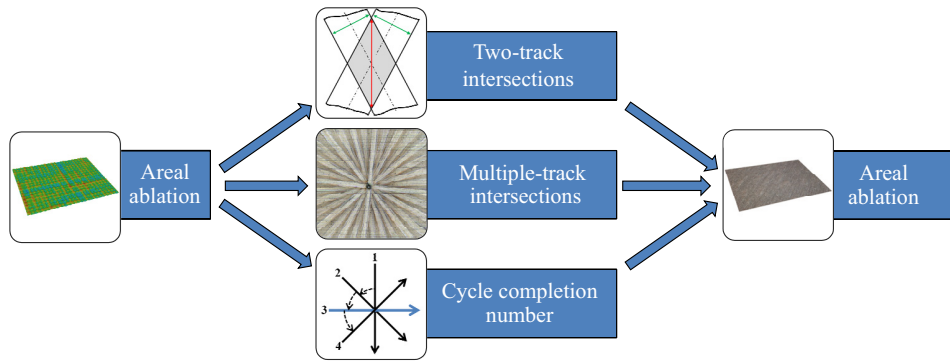 Two-track
intersections
Areal
ablation
Multiple-track
intersections
Areal
ablation
1
2
3
4
Cycle completion
number